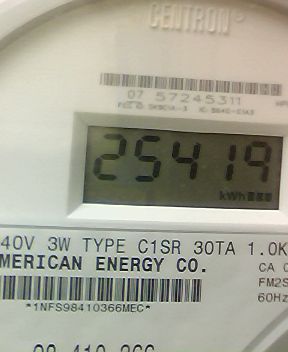 CENTRON
07 57245311
25419
kWh
40V 3W TYPE C1SR 30TA 1.0K
MERICAN ENERGY CO.
CA 0
FM2S
60Hz
*1NFS98410366MEC*